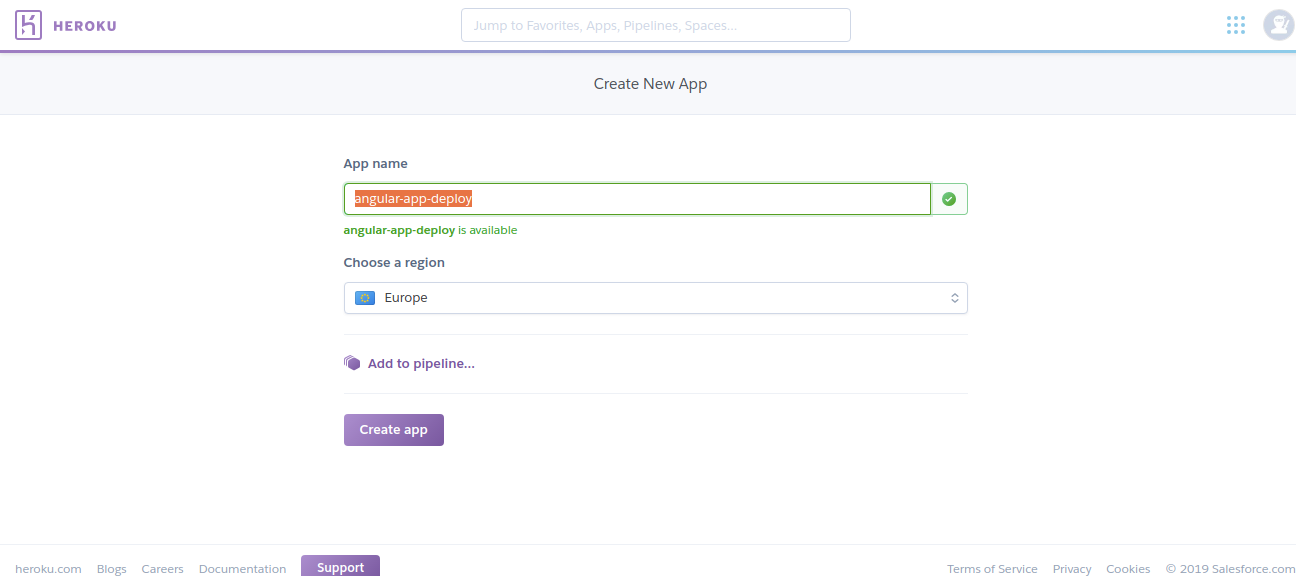 HEROKU
Jump to Favorites, Apps, Pipelines, Spaces...
Create New App
App name
angular-app-deploy
angular-app-deploy is available
Choose a region
Europe
Add to pipeline...
Create app
heroku.com Blogs Careers Documentation Support Terms of Service Privacy Cookies © 2019 Salesforce.com